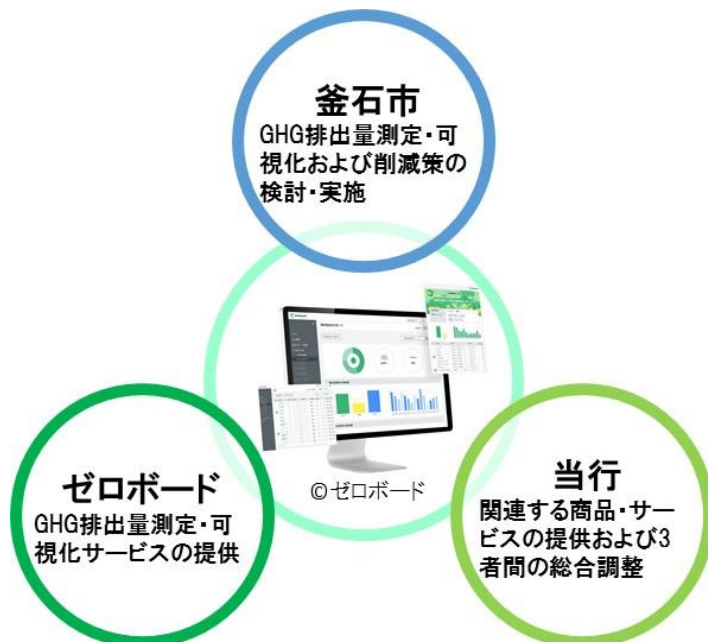 釜石市
GHG排出量測定・可
視化および削減策の
検討・実施
©ゼロボード
ゼロボード
GHG排出量測定・可
視化サービスの提供
当行
関連する商品・サー
ビスの提供および3
者間の総合調整